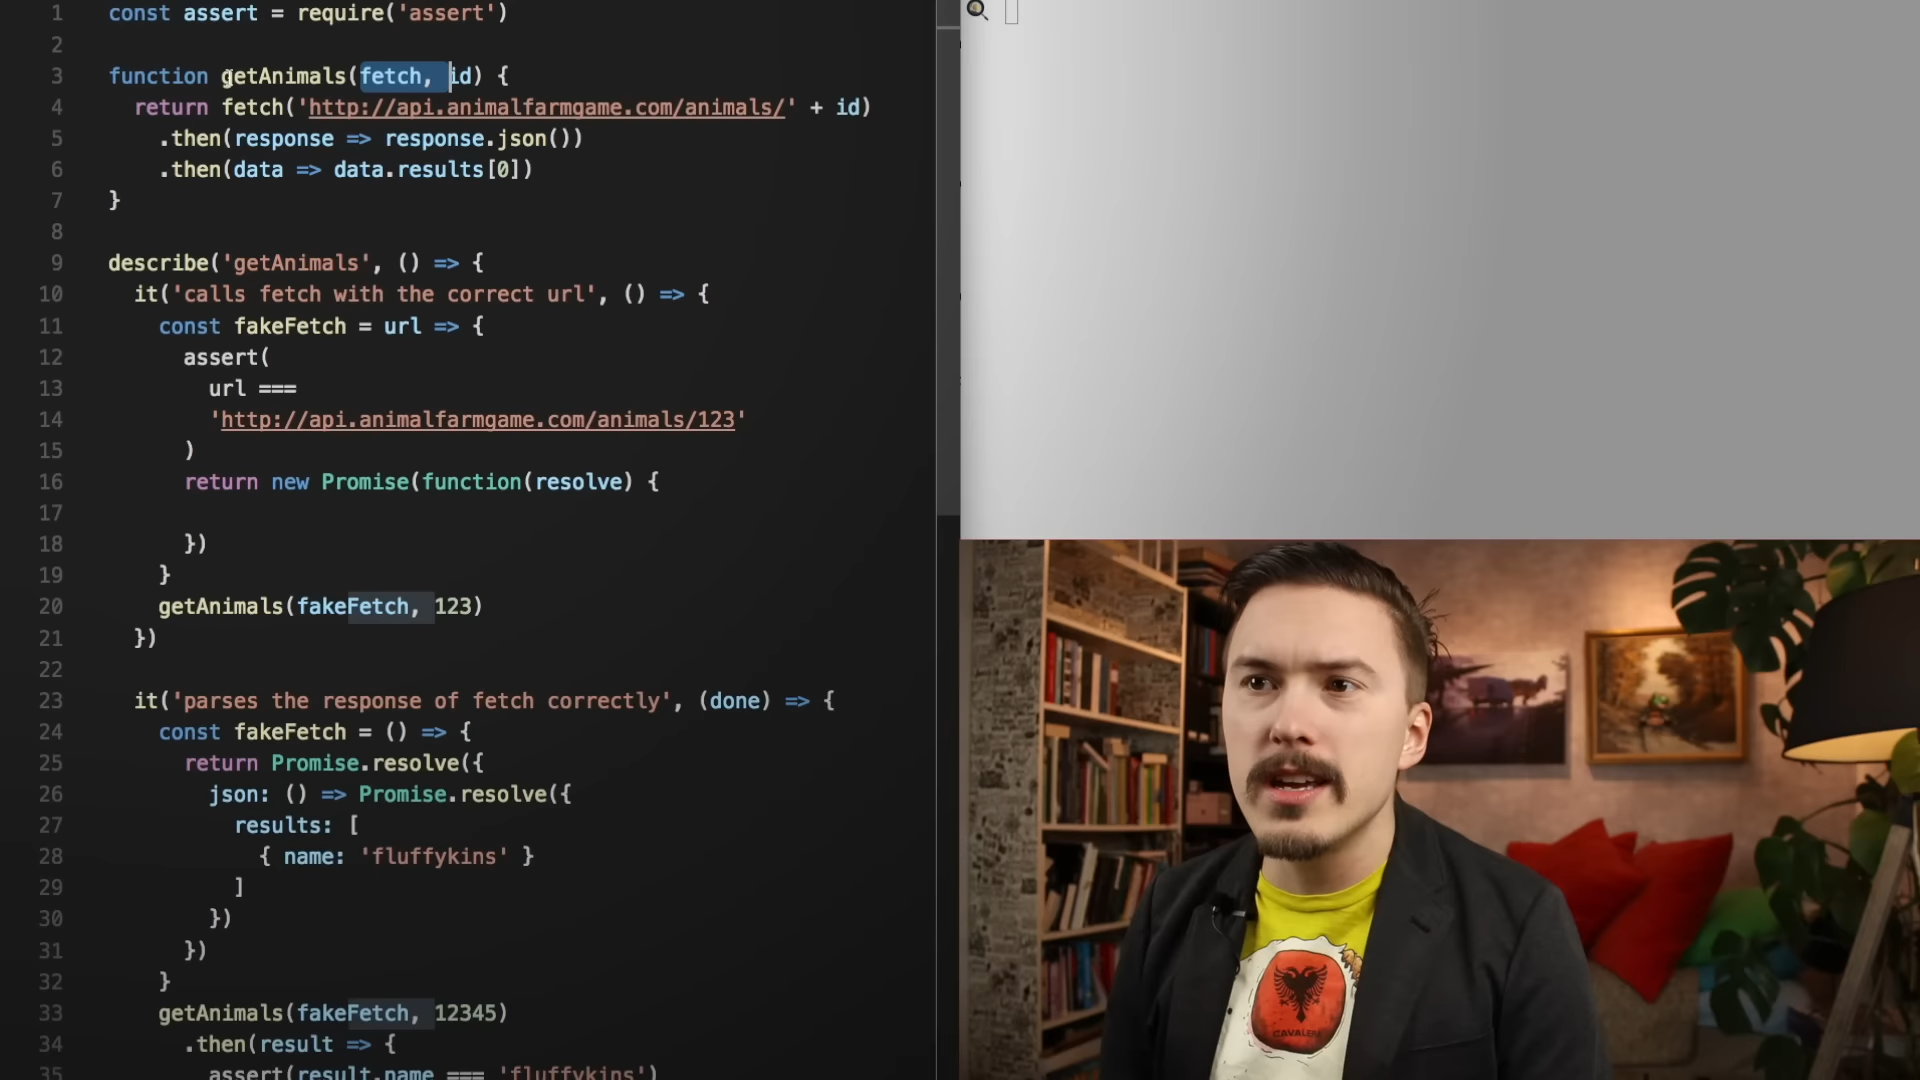 1 const assert = require('assert')
2
3 function getAnimals(fetch, id) {
4 return fetch('http://api.animalfarmgame.com/animals/' + id)
5 .then(response => response.json())
6 .then(data => data.results[0])
7 }
8
9 describe('getAnimals', () => {
10 it('calls fetch with the correct url', () => {
11 const fakeFetch = url => {
12 assert(
13 url ===
14 'http://api.animalfarmgame.com/animals/123'
15 )
16 return new Promise(function(resolve) {
17
18 })
19 }
20 getAnimals(fakeFetch, 123)
21 })
22
23 it('parses the response of fetch correctly', (done) => {
24 const fakeFetch = () => {
25 return Promise.resolve({
26 json: () => Promise.resolve({
27 results: [
28 { name: 'fluffykins' }
29 ]
30 })
31 })
32 }
33 getAnimals(fakeFetch, 12345)
34 .then(result => {
35 assert(result.name === 'fluffykins')